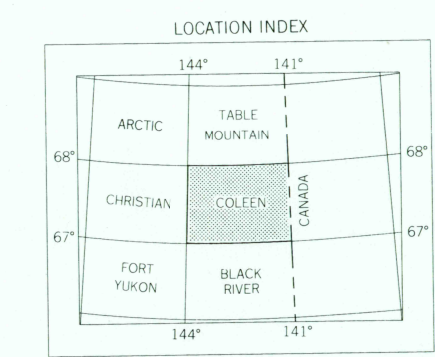 LOCATION INDEX
144° 141°
ARCTIC
TABLE
MOUNTAIN
68° 68°
CHRISTIAN
COLEEN
CANADA
67° 67°
FORT
YUKON
BLACK
RIVER
144° 141°